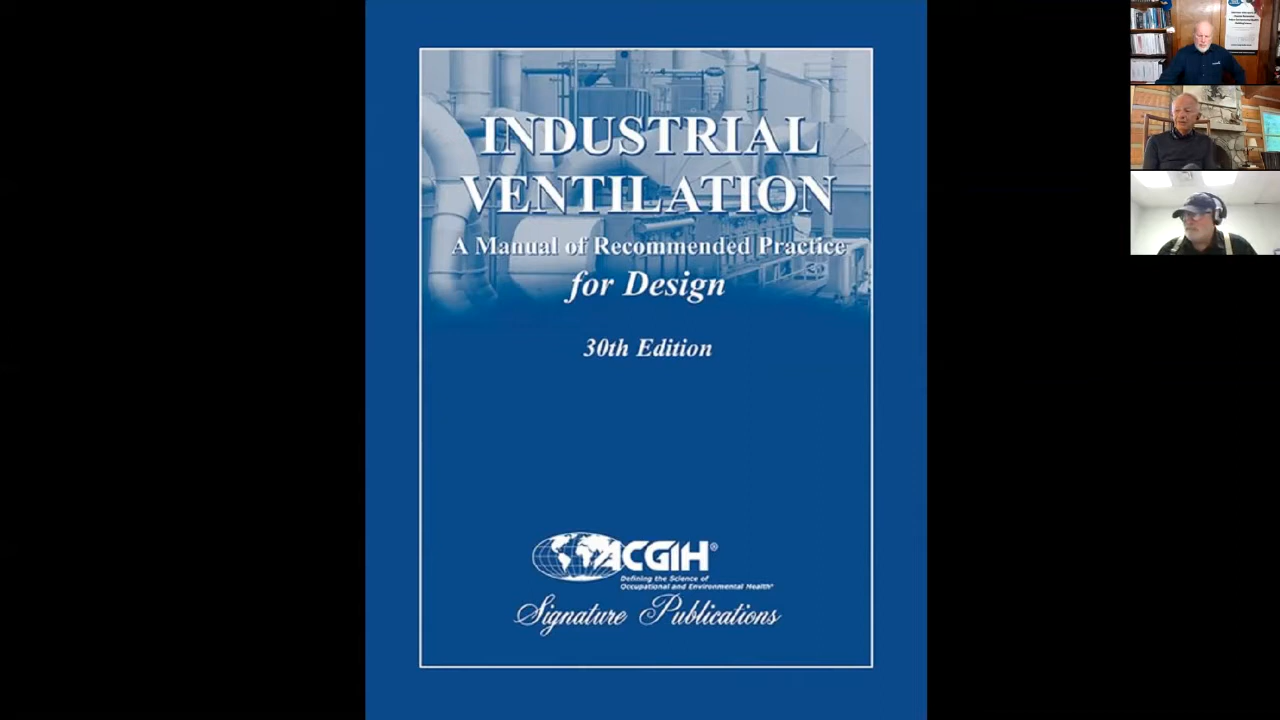 INDUSTRIAL
VENTILATION
A Manual of Recommended Practice
for Design
30th Edition
ACGIH®
Defining the Science of
Occupational and Environmental Health®
Signature Publications